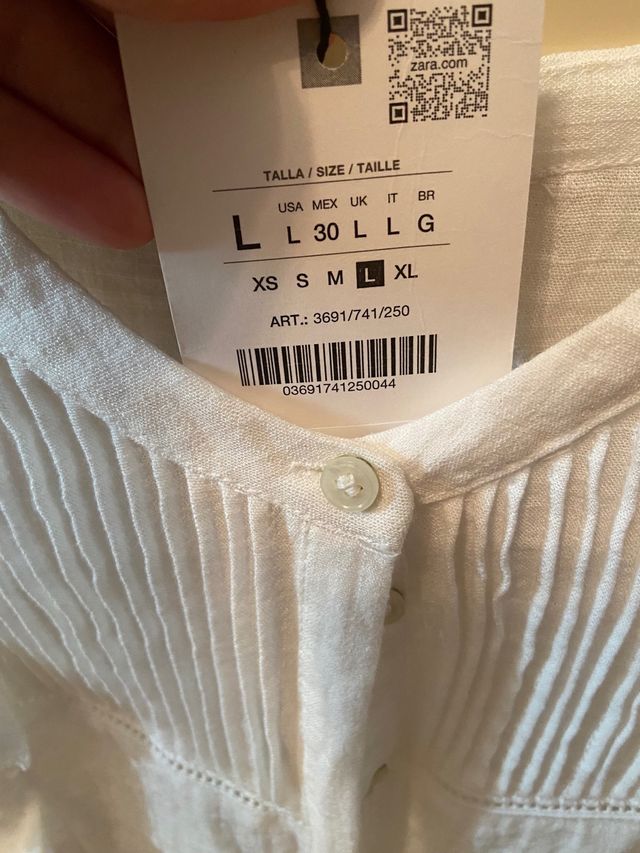 zara.com
TALLA / SIZE / TAILLE
USA MEX UK IT BR
L L 30 L L G
XS S M L XL
ART.: 3691/741/250
03691741250044